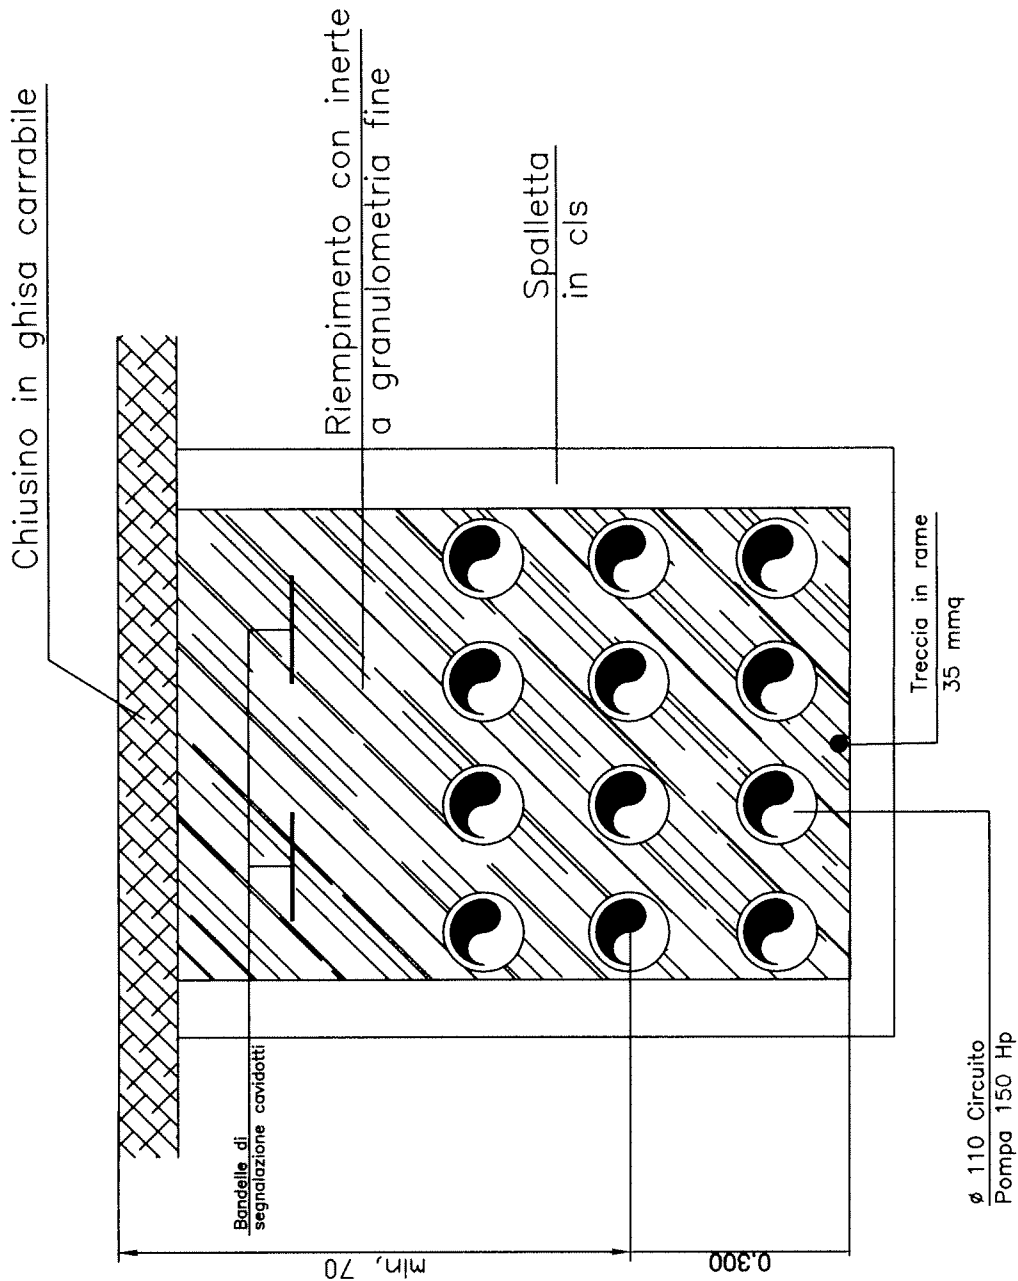 Chiusino in ghisa carrabile
Riempimento con inerte
a granulometria fine
Spalletta
in cls
Treccia in rame
35 mmq
ø 110 Circuito
Pompa 150 Hp
Bandelle di
segnalazione cavidotti
min, 70
0.300